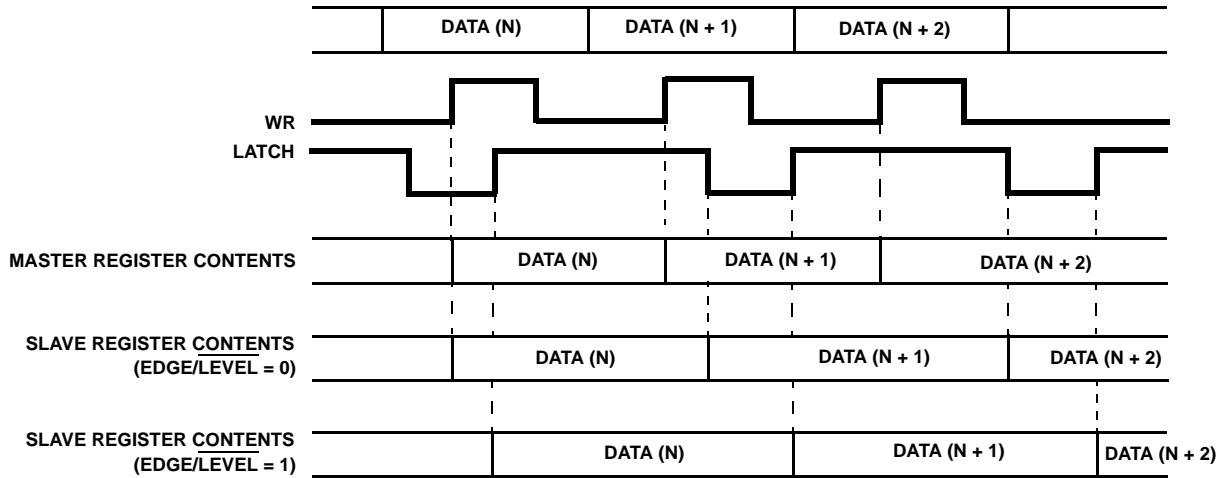 DATA (N) DATA (N + 1) DATA (N + 2)
WR
LATCH
MASTER REGISTER CONTENTS DATA (N) DATA (N + 1) DATA (N + 2)
SLAVE REGISTER CONTENTS
(EDGE/LEVEL = 0) DATA (N) DATA (N + 1) DATA (N + 2)
SLAVE REGISTER CONTENTS
(EDGE/LEVEL = 1) DATA (N) DATA (N + 1) DATA (N + 2)